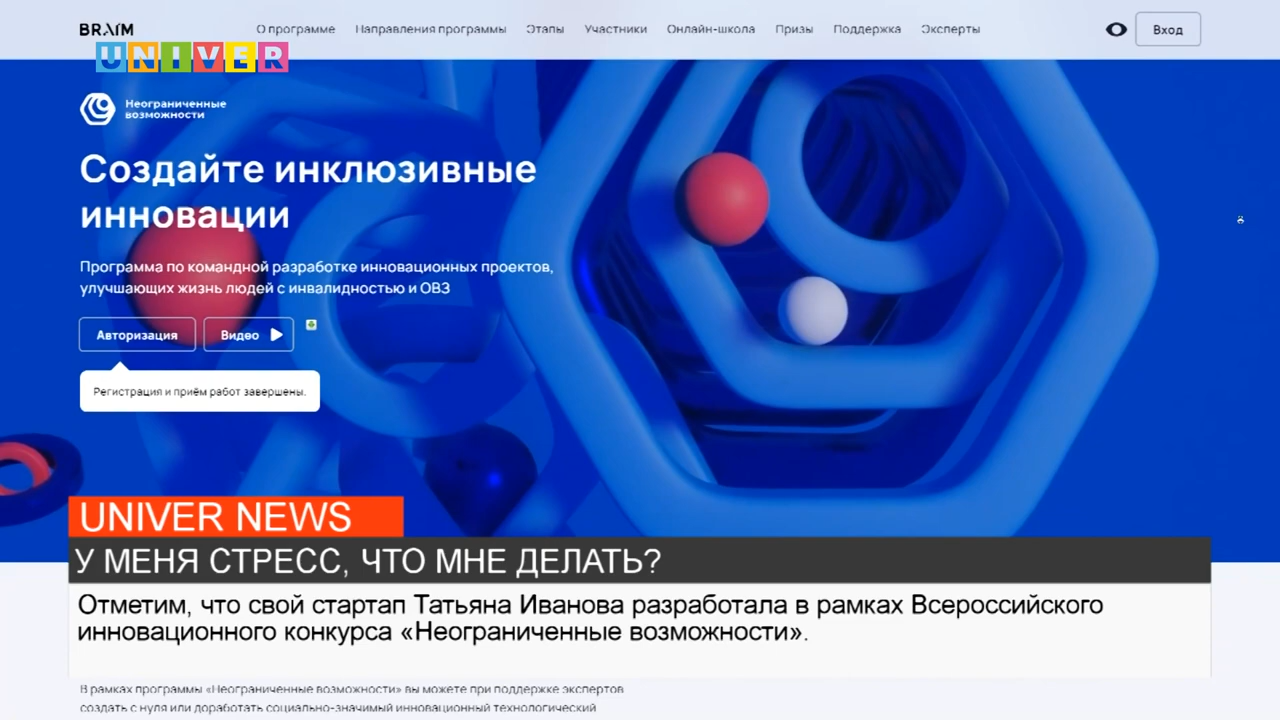 BRAIM
О программе Направления программы Этапы Участники Онлайн-школа Призы Поддержка Эксперты Вход
UNIVER
Неограниченные
возможности
Создайте инклюзивные
инновации
Программа по командной разработке инновационных проектов,
улучшающих жизнь людей с инвалидностью и ОВЗ
Авторизация Видео
Регистрация и приём работ завершены.
UNIVER NEWS
У МЕНЯ СТРЕСС, ЧТО МНЕ ДЕЛАТЬ?
Отметим, что свой стартап Татьяна Иванова разработала в рамках Всероссийского
инновационного конкурса «Неограниченные возможности».
В рамках программы «Неограниченные возможности» вы можете при поддержке экспертов
создать с нуля или доработать социально-значимый инновационный технологический